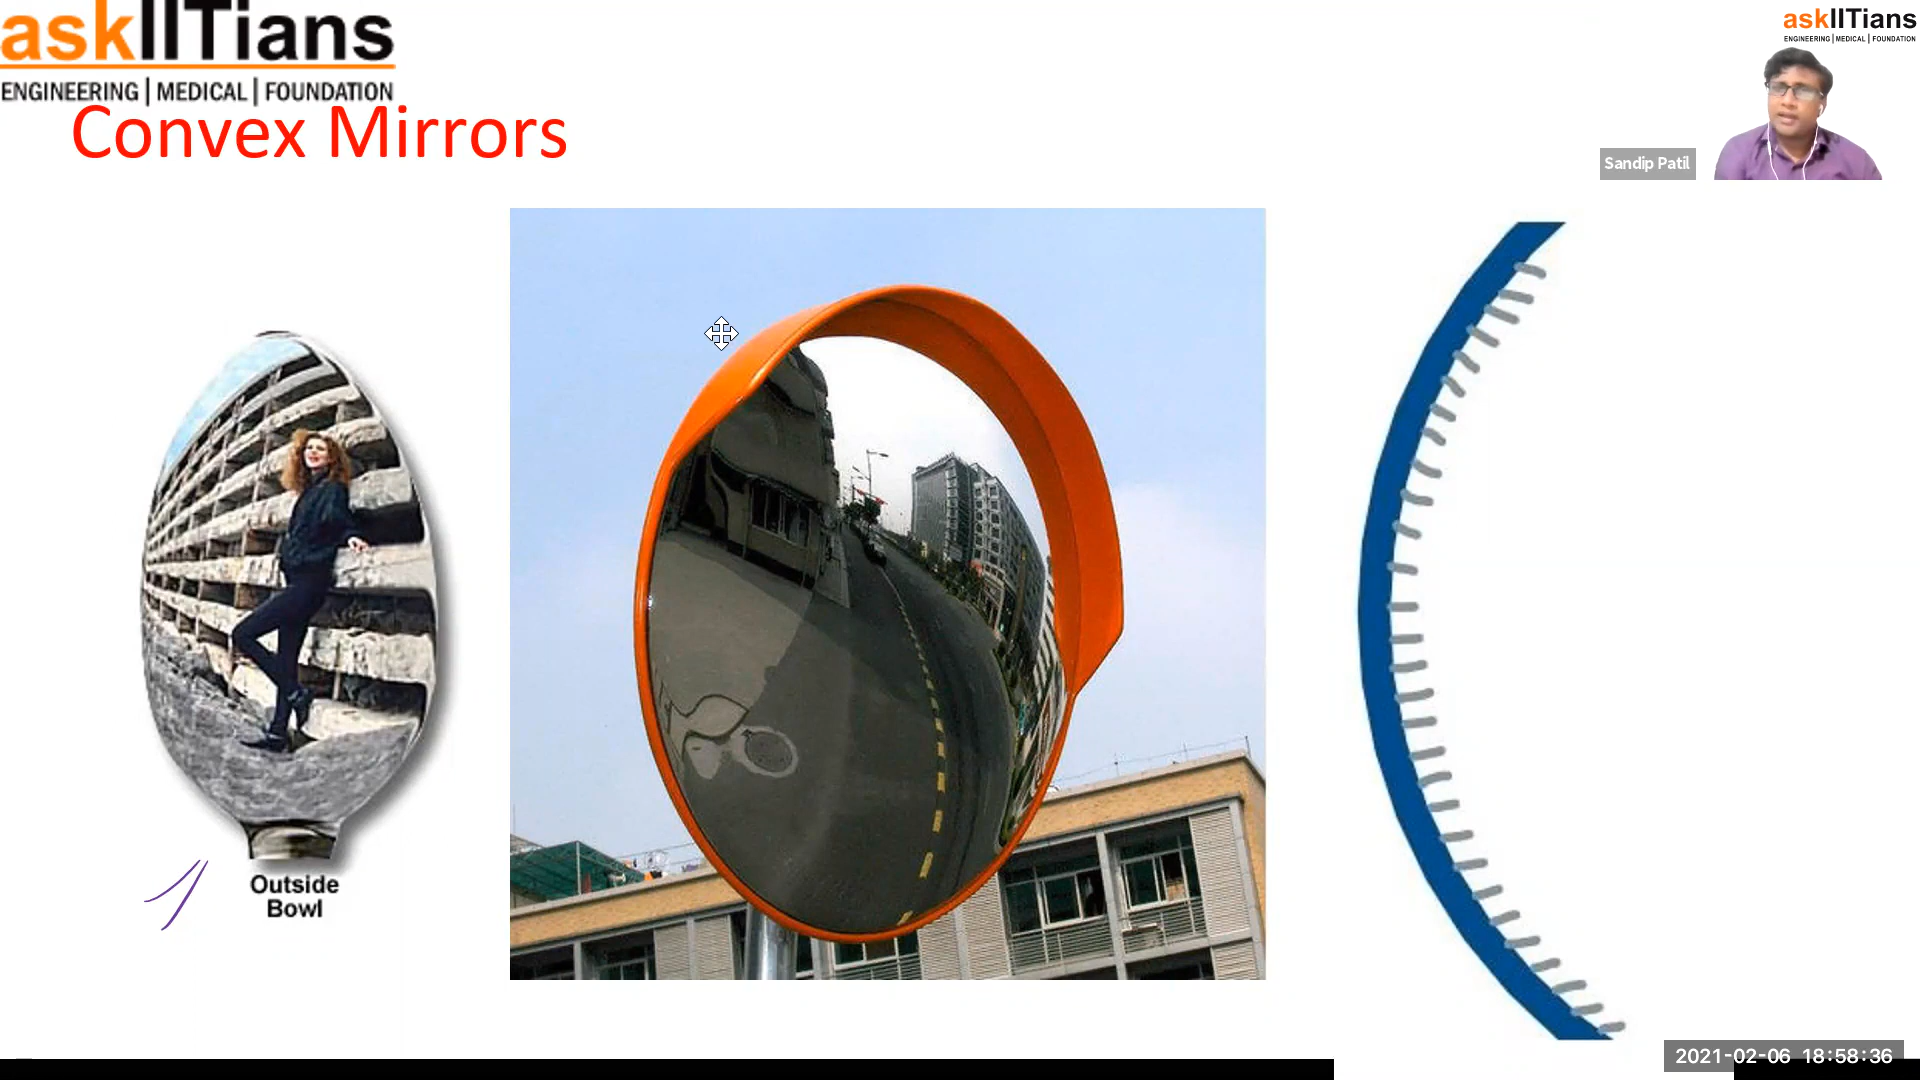 askIITians
ENGINEERING | MEDICAL | FOUNDATION
Convex Mirrors
askIITians
ENGINEERING | MEDICAL | FOUNDATION
Sandip Patil
Outside
Bowl
2021-02-06 18:58:36